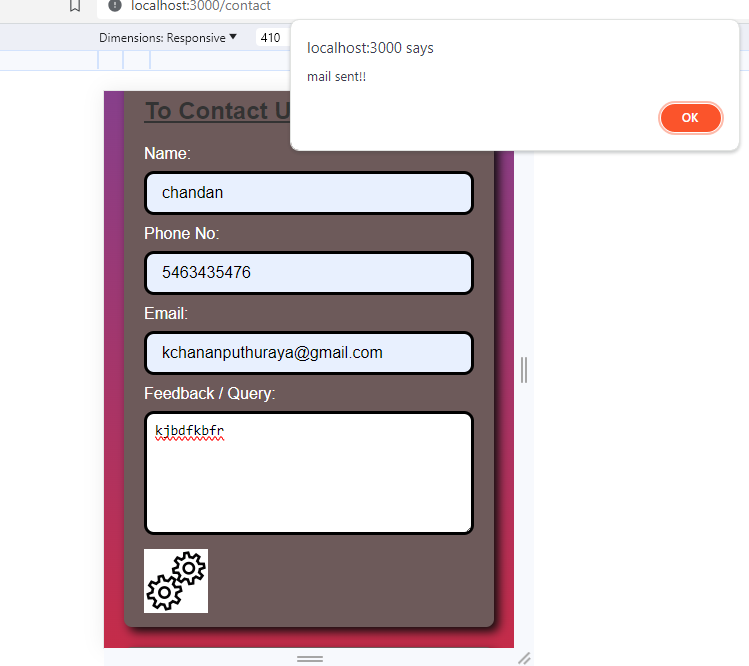 localhost:3000/contact
Dimensions: Responsive ▼ 410
localhost:3000 says
mail sent!!
OK
To Contact U
Name:
chandan
Phone No:
5463435476
Email:
kchananputhuraya@gmail.com
Feedback / Query:
kjbdfkbfr